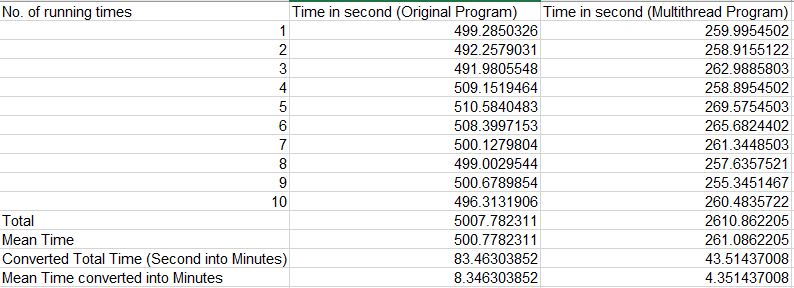 No. of running times Time in second (Original Program) Time in second (Multithread Program)
1 499.2850326 259.9954502
2 492.2579031 258.9155122
3 491.9805548 262.9885803
4 509.1519464 258.8954502
5 510.5840483 269.5754503
6 508.3997153 265.6824402
7 500.1279804 261.3448503
8 499.0029544 257.6357521
9 500.6789854 255.3451467
10 496.3131906 260.4835722
Total 5007.782311 2610.862205
Mean Time 500.7782311 261.0862205
Converted Total Time (Second into Minutes) 83.46303852 43.51437008
Mean Time converted into Minutes 8.346303852 4.351437008